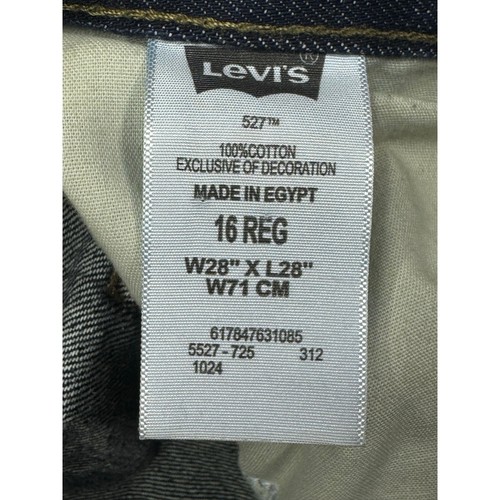 LEVI'S ®
527™
100%COTTON
EXCLUSIVE OF DECORATION
MADE IN EGYPT
16 REG
W28" X L28"
W71 CM
617847631085
5527-725 312
1024